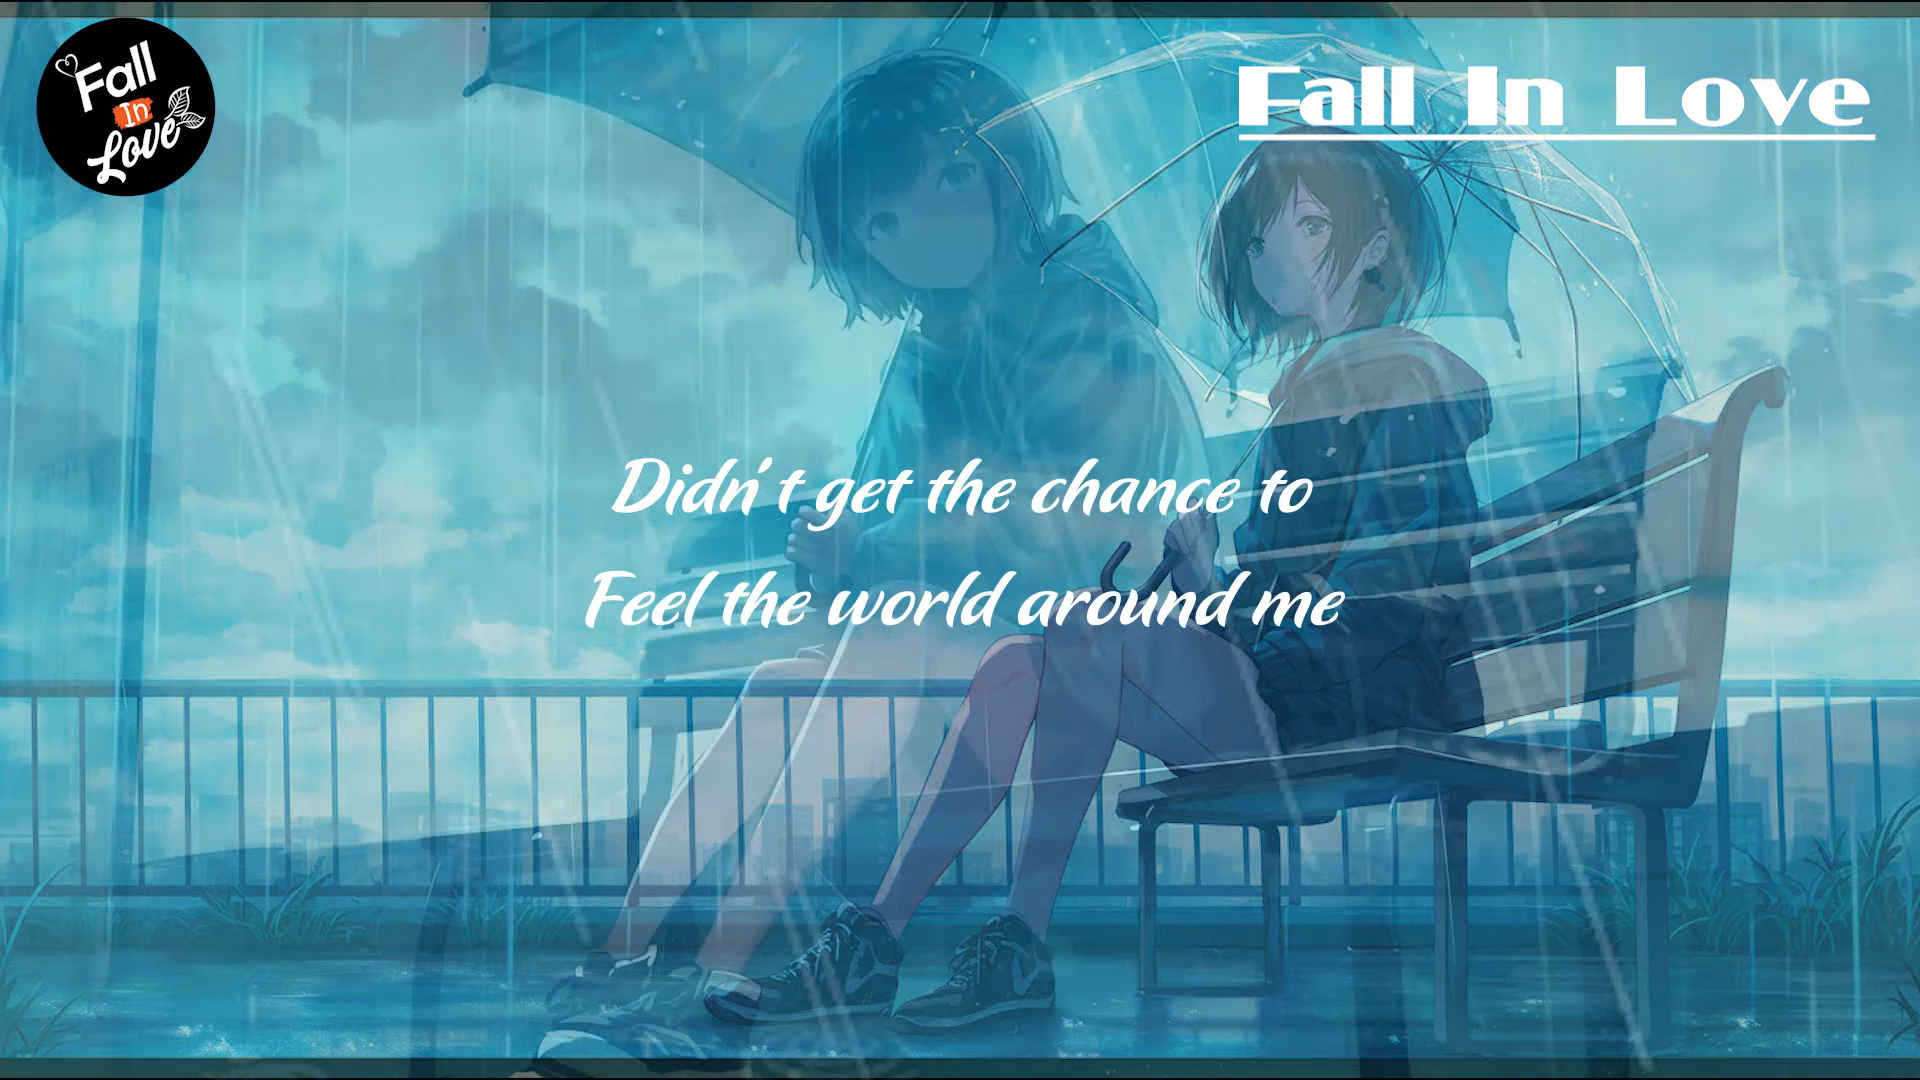 Fall
In
Love
Fall In Love
Didn't get the chance to
Feel the world around me